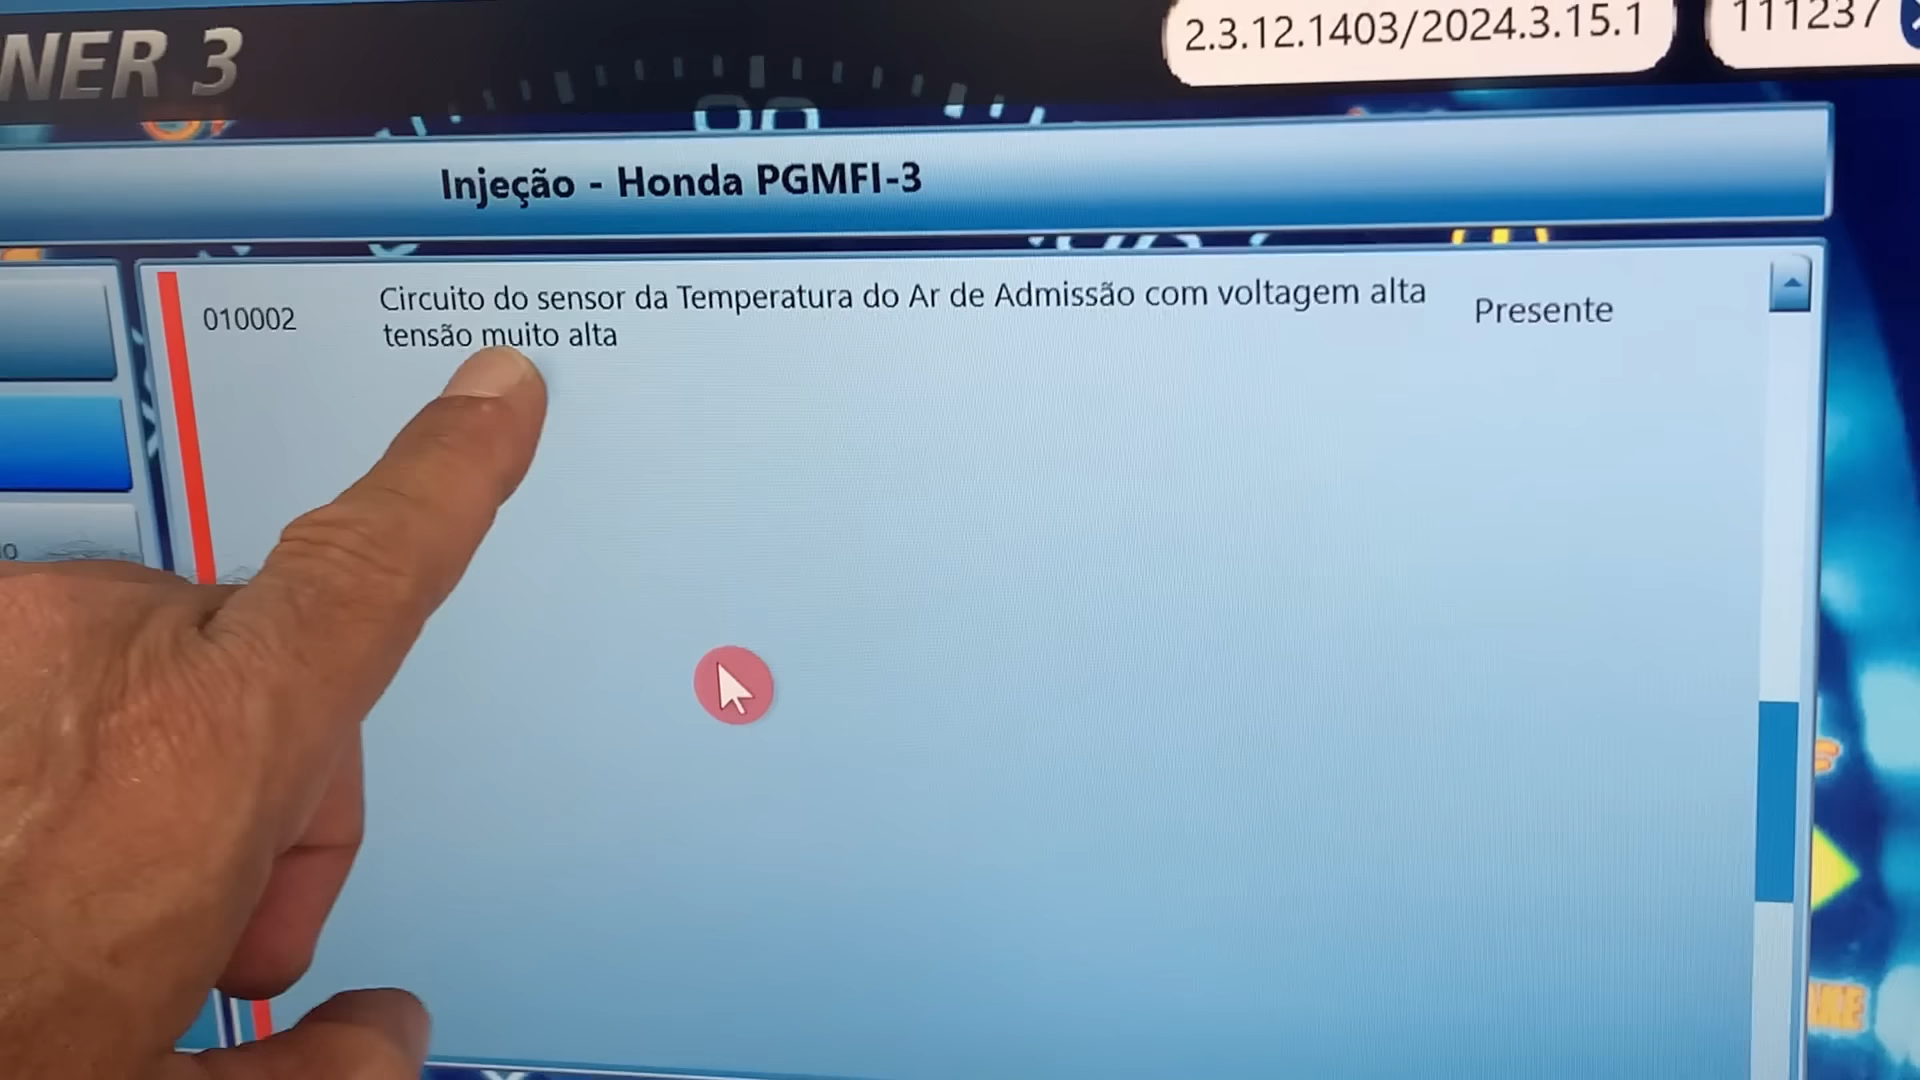 NER 3
2.3.12.1403/2024.3.15.1
111237
Injeção - Honda PGMFI-3
010002
Circuito do sensor da Temperatura do Ar de Admissão com voltagem alta
tensão muito alta
Presente